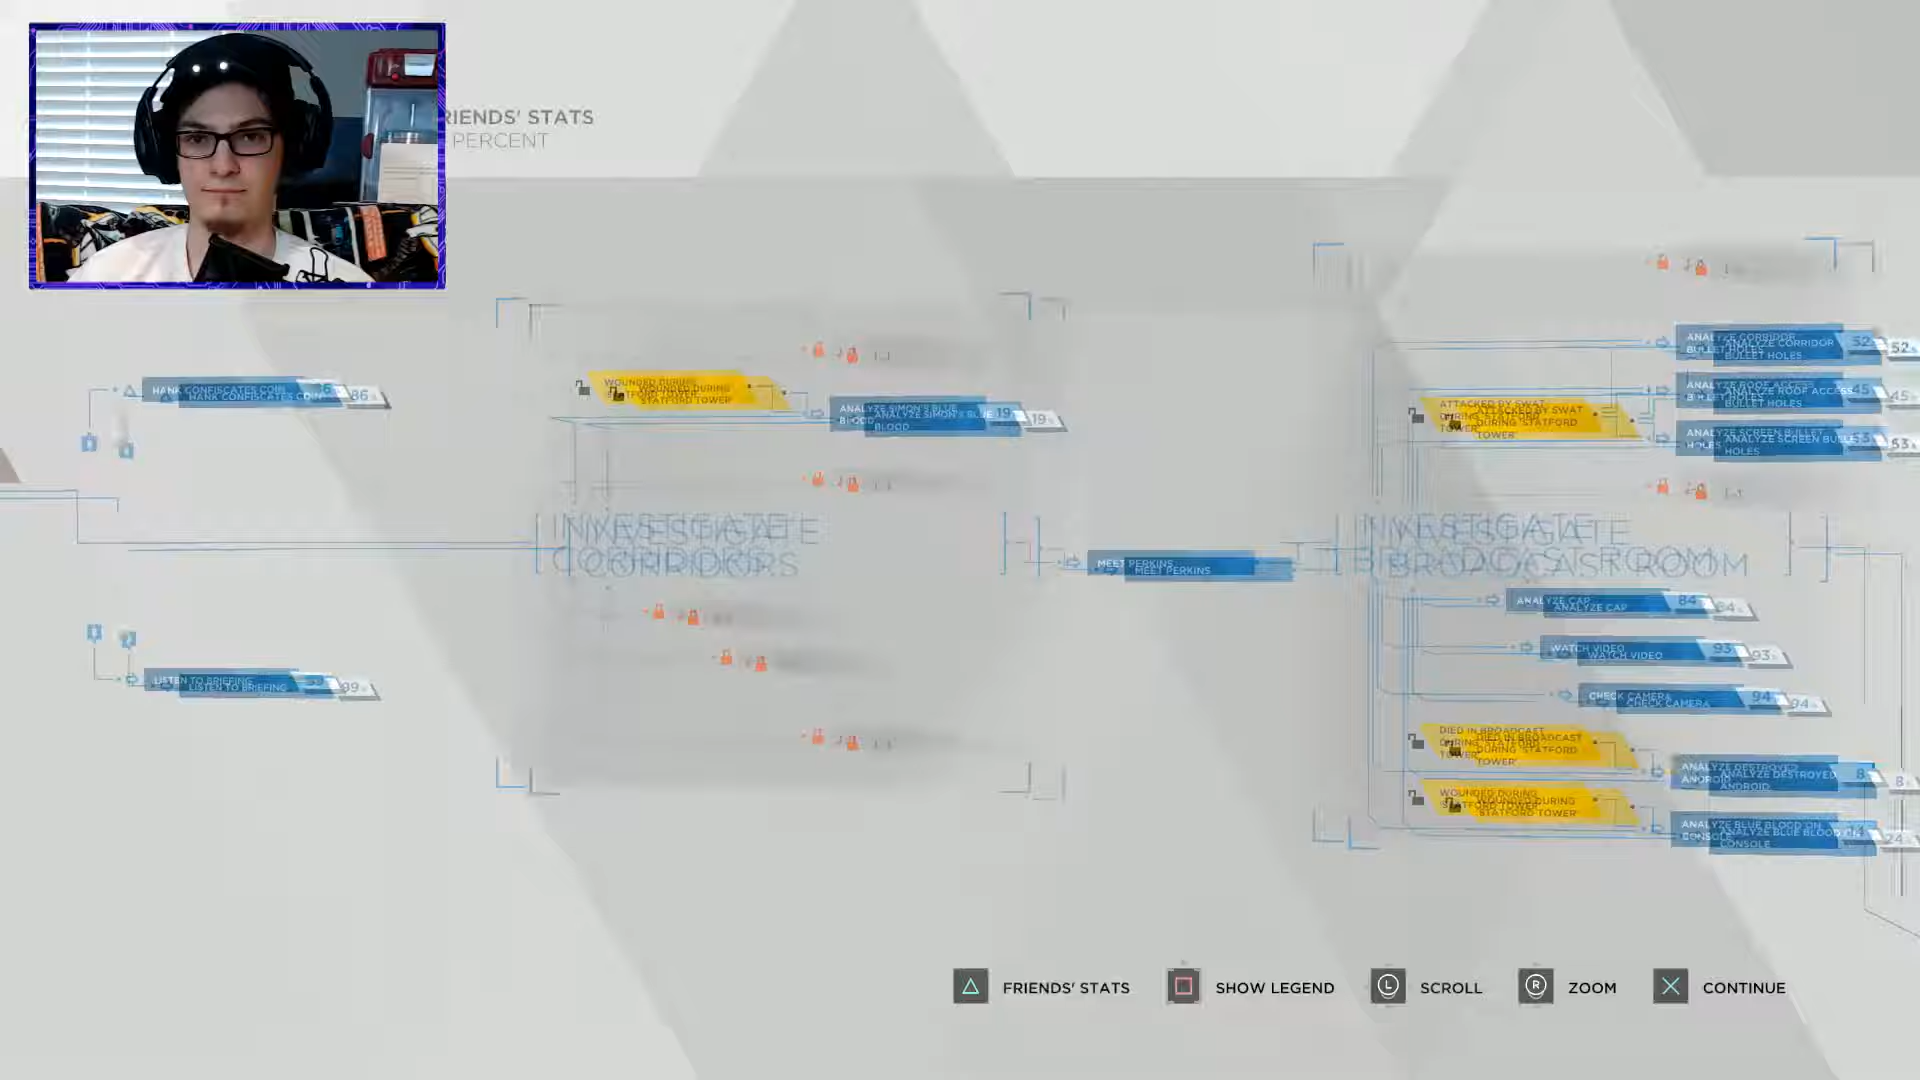 RIENDS' STATS
PERCENT
HANK CONFISCATES COIN
86%
WOUNDED DURING
'STATFORD TOWER'
ANALYZE SIMON'S BLUE
BLOOD
19%
INVESTIGATE
CORRIDORS
MEET PERKINS
LISTEN TO BRIEFING
99%
ANALYZE CORRIDOR
BULLET HOLES
52%
ANALYZE ROOF ACCESS
BULLET HOLES
45%
ATTACKED BY SWAT
DURING 'STATFORD
TOWER'
ANALYZE SCREEN BULLET
HOLES
53%
INVESTIGATE
BROADCAST ROOM
ANALYZE CAP
84%
WATCH VIDEO
93%
CHECK CAMERA
94%
DIED IN BROADCAST
DURING 'STATFORD
TOWER'
ANALYZE DESTROYED
ANDROID
8%
WOUNDED DURING
'STATFORD TOWER'
ANALYZE BLUE BLOOD ON
CONSOLE
24%
FRIENDS' STATS
SHOW LEGEND
L SCROLL
R ZOOM
CONTINUE